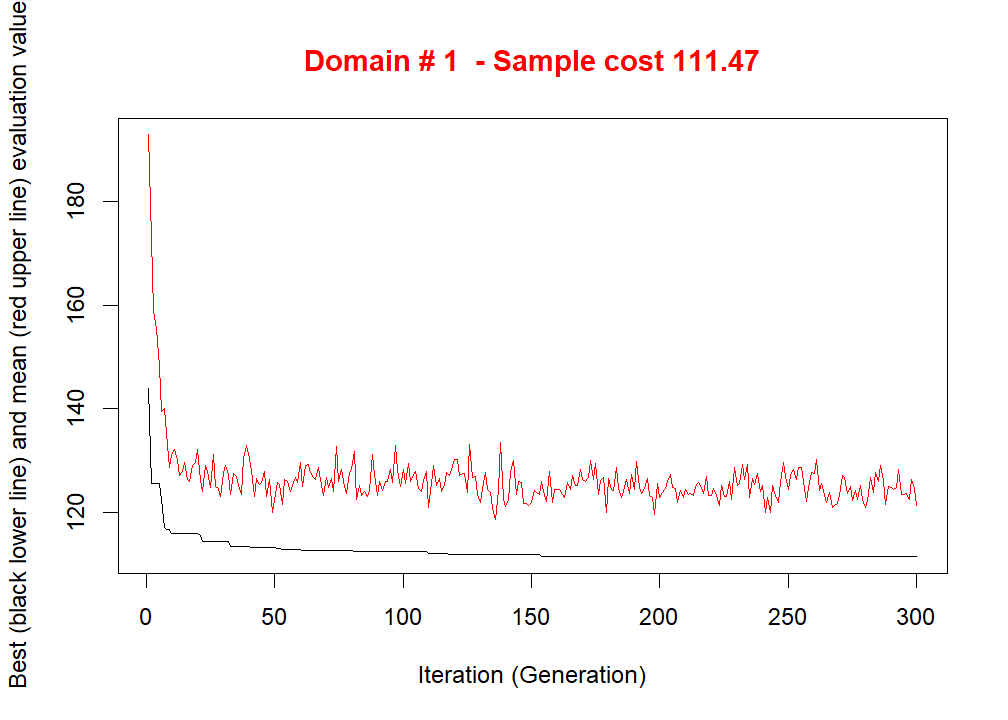 Domain # 1  - Sample cost 111.47
Best (black lower line) and mean (red upper line) evaluation value
180
160
140
120
0 50 100 150 200 250 300
Iteration (Generation)